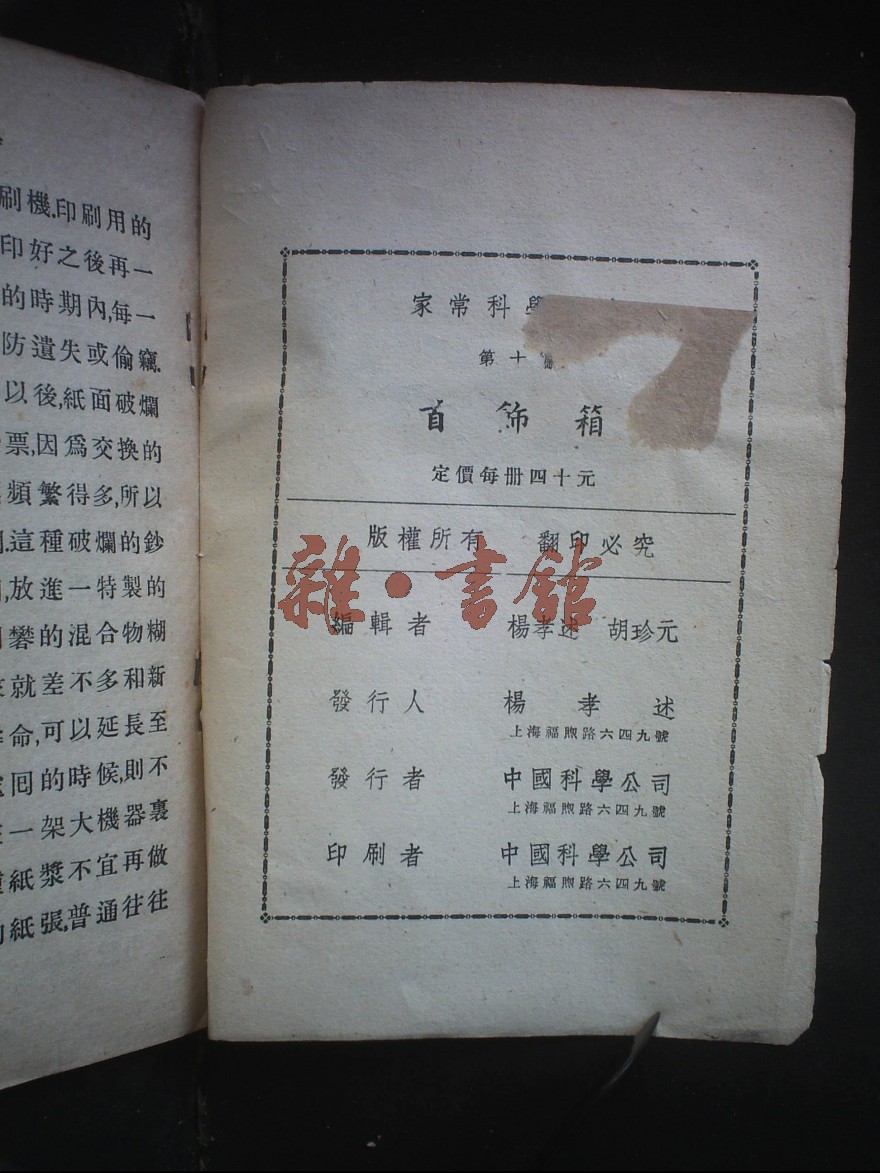 刷機.印刷用的
印好之後再一
的時期內,每一
防遺失或偷竊.
以後,紙面破爛
票,因爲交換的
頻繁得多,所以
這種破爛的鈔
放進一特製的
礬的混合物糊
就差不多和新
命,可以延長至
囘的時候,則不
一架大機器裏
紙漿不宜再做
紙張,普通往往
家常科學
第十
首飾箱
定價每册四十元
版權所有 翻印必究
雜·書館
編輯者 楊孝述 胡珍元
發行人 楊孝述
上海福煦路六四九號
發行者 中國科學公司
上海福煦路六四九號
印刷者 中國科學公司
上海福煦路六四九號